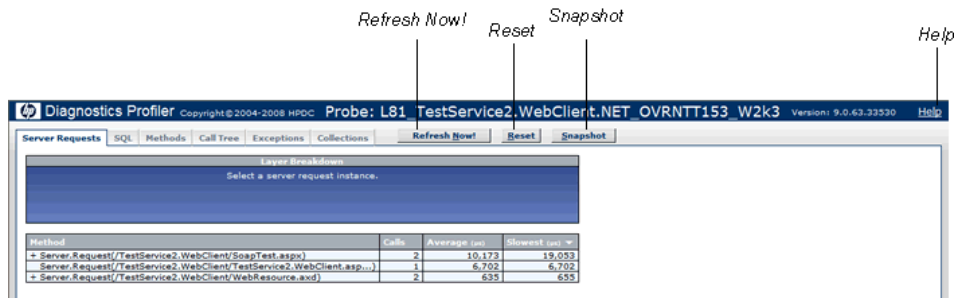 Refresh Now!
Reset
Snapshot
Help
hp Diagnostics Profiler Copyright©2004-2008 HPDC Probe: L81_TestService2.WebClient.NET_OVRNTT153_W2k3 Version: 9.0.63.33530 Help
Server Requests SQL Methods Call Tree Exceptions Collections Refresh Now! Reset Snapshot
Layer Breakdown
Select a server request instance.
Method Calls Average (µs) Slowest (µs)
+ Server.Request(/TestService2.WebClient/SoapTest.aspx) 2 10,173 19,053
Server.Request(/TestService2.WebClient/TestService2.WebClient.asp...) 1 6,702 6,702
+ Server.Request(/TestService2.WebClient/WebResource.axd) 2 635 655